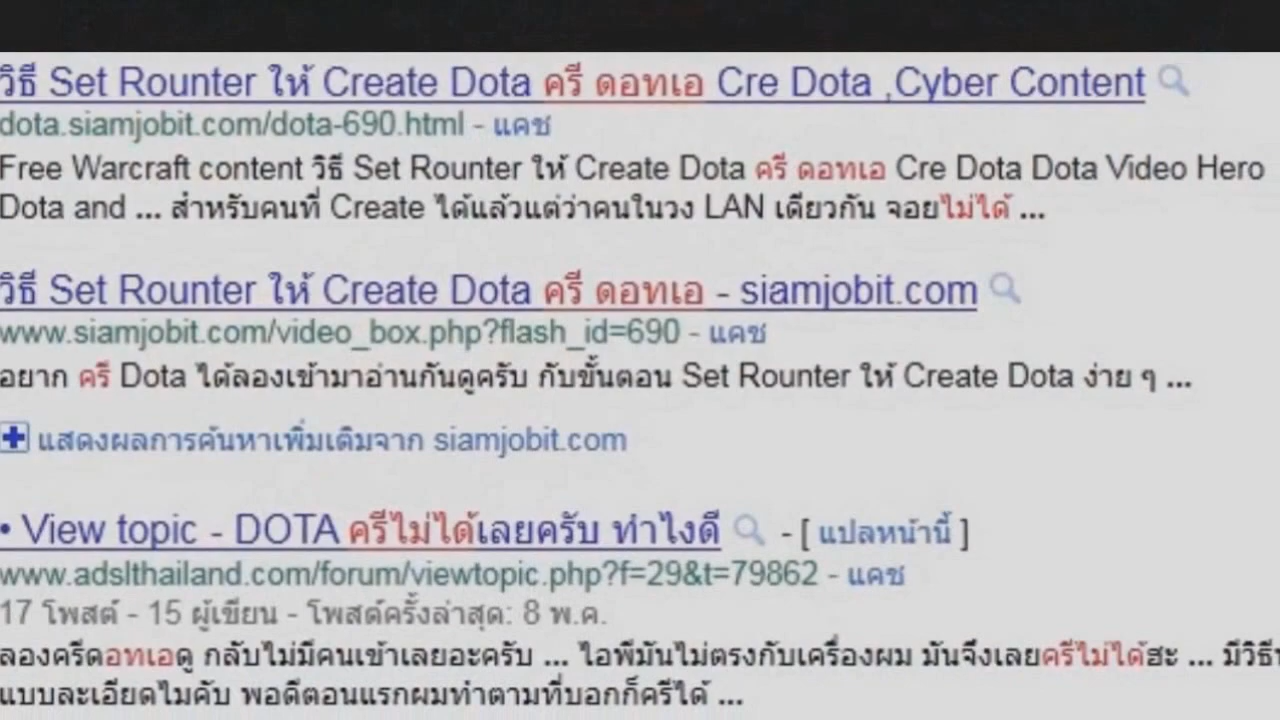 วิธี Set Rounter ให้ Create Dota ครี ดอทเอ Cre Dota ,Cyber Content
dota.siamjobit.com/dota-690.html - แคช
Free Warcraft content วิธี Set Rounter ให้ Create Dota ครี ดอทเอ Cre Dota Dota Video Hero
Dota and ... สำหรับคนที่ Create ได้แล้วแต่ว่าคนในวง LAN เดียวกัน จอยไม่ได้ ...
วิธี Set Rounter ให้ Create Dota ครี ดอทเอ - siamjobit.com
www.siamjobit.com/video_box.php?flash_id=690 - แคช
อยาก ครี Dota ได้ลองเข้ามาอ่านกันดูครับ กับขั้นตอน Set Rounter ให้ Create Dota ง่าย ๆ ...
แสดงผลการค้นหาเพิ่มเติมจาก siamjobit.com
• View topic - DOTA ครีไม่ได้เลยครับ ทำไงดี - [ แปลหน้านี้ ]
www.adslthailand.com/forum/viewtopic.php?f=29&t=79862 - แคช
17 โพสต์ - 15 ผู้เขียน - โพสต์ครั้งล่าสุด: 8 พ.ค.
ลองครีดอทเอดู กลับไม่มีคนเข้าเลยอะครับ ... ไอพีมันไม่ตรงกับเครื่องผม มันจึงเลยครีไม่ได้ฮะ ... มีวิธี
แบบละเอียดไมคับ พอดีตอนแรกผมทำตามที่บอกก็ครีได้ ...